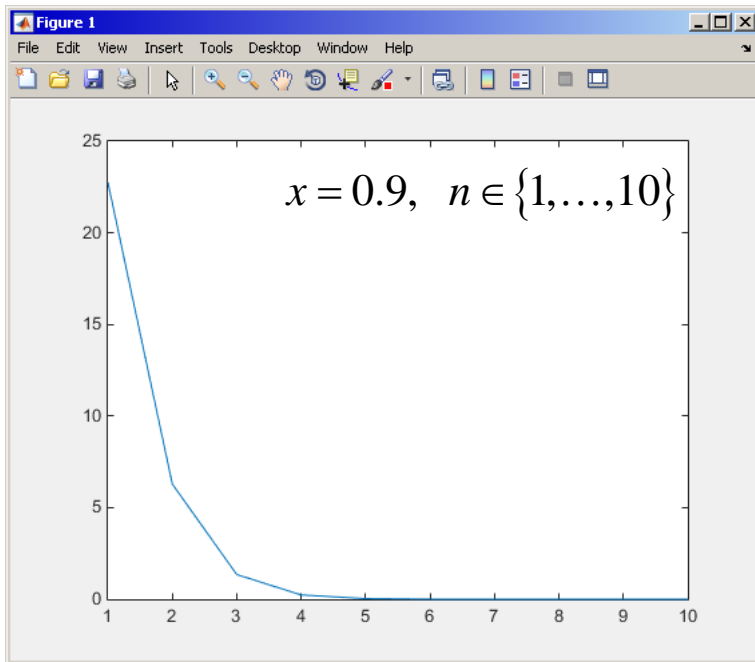 Figure 1
File Edit View Insert Tools Desktop Window Help
x = 0.9, n ∈ {1,…,10}
25
20
15
10
5
0
1 2 3 4 5 6 7 8 9 10